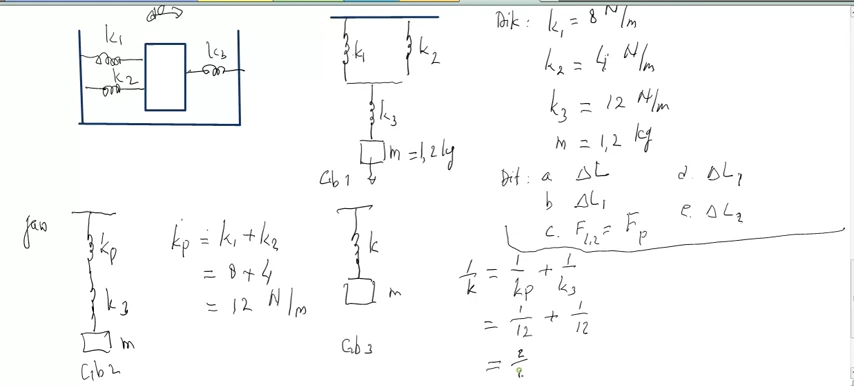 k₁
k₂
k₃
k₁
k₂
k₃
m = 1,2 kg
Gb 1
Dik : k₁ = 8 N/m
k₂ = 4 N/m
k₃ = 12 N/m
m = 1,2 kg
Dit : a ΔL
b ΔL₁
c. F₁,₂ = Fp
e. ΔL₂
Jaw
kp
k₃
m
Gb 2
kp = k₁ + k₂
= 8 + 4
= 12 N/m
k
m
Gb 3
1/k = 1/kp + 1/k₃
= 1/12 + 1/12
= 2/